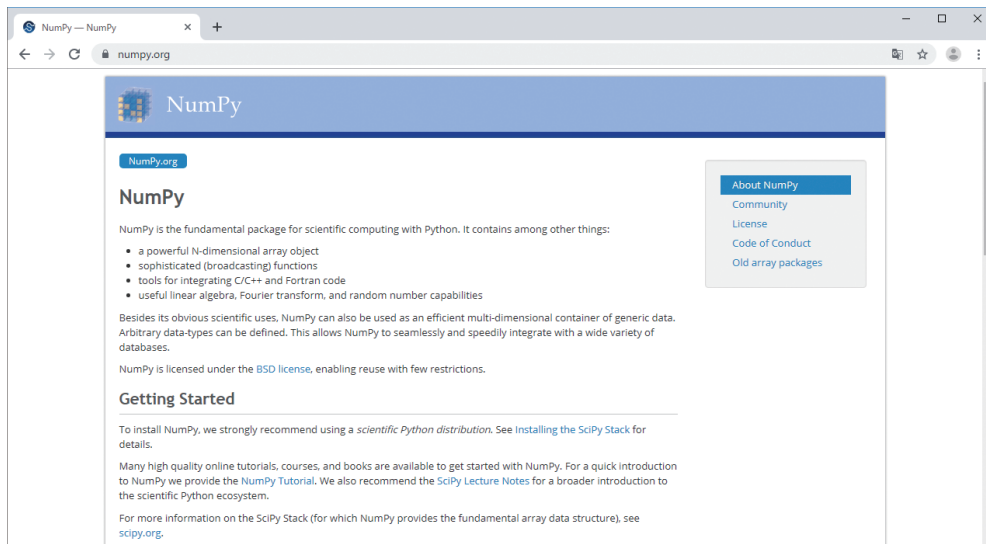 NumPy — NumPy
numpy.org
NumPy
NumPy.org
NumPy
NumPy is the fundamental package for scientific computing with Python. It contains among other things:
a powerful N-dimensional array object
sophisticated (broadcasting) functions
tools for integrating C/C++ and Fortran code
useful linear algebra, Fourier transform, and random number capabilities
Besides its obvious scientific uses, NumPy can also be used as an efficient multi-dimensional container of generic data.
Arbitrary data-types can be defined. This allows NumPy to seamlessly and speedily integrate with a wide variety of
databases.
NumPy is licensed under the BSD license, enabling reuse with few restrictions.
Getting Started
To install NumPy, we strongly recommend using a scientific Python distribution. See Installing the SciPy Stack for
details.
Many high quality online tutorials, courses, and books are available to get started with NumPy. For a quick introduction
to NumPy we provide the NumPy Tutorial. We also recommend the SciPy Lecture Notes for a broader introduction to
the scientific Python ecosystem.
For more information on the SciPy Stack (for which NumPy provides the fundamental array data structure), see
scipy.org.
About NumPy
Community
License
Code of Conduct
Old array packages